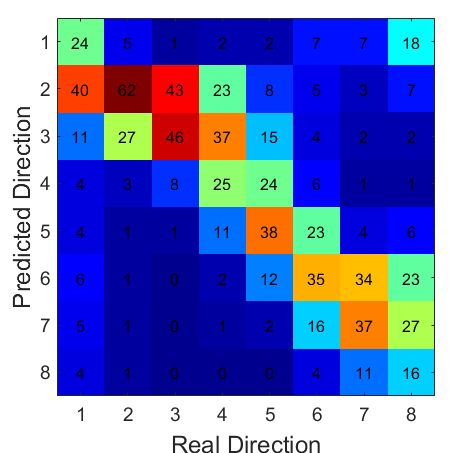 1 24 5 1 2 2 7 7 18
2 40 62 43 23 8 5 3 7
3 11 27 46 37 15 4 2 2
4 4 3 8 25 24 6 1 1
5 4 1 1 11 38 23 4 6
6 6 1 0 2 12 35 34 23
7 5 1 0 1 2 16 37 27
8 4 1 0 0 0 4 11 16
1 2 3 4 5 6 7 8
Real Direction
Predicted Direction